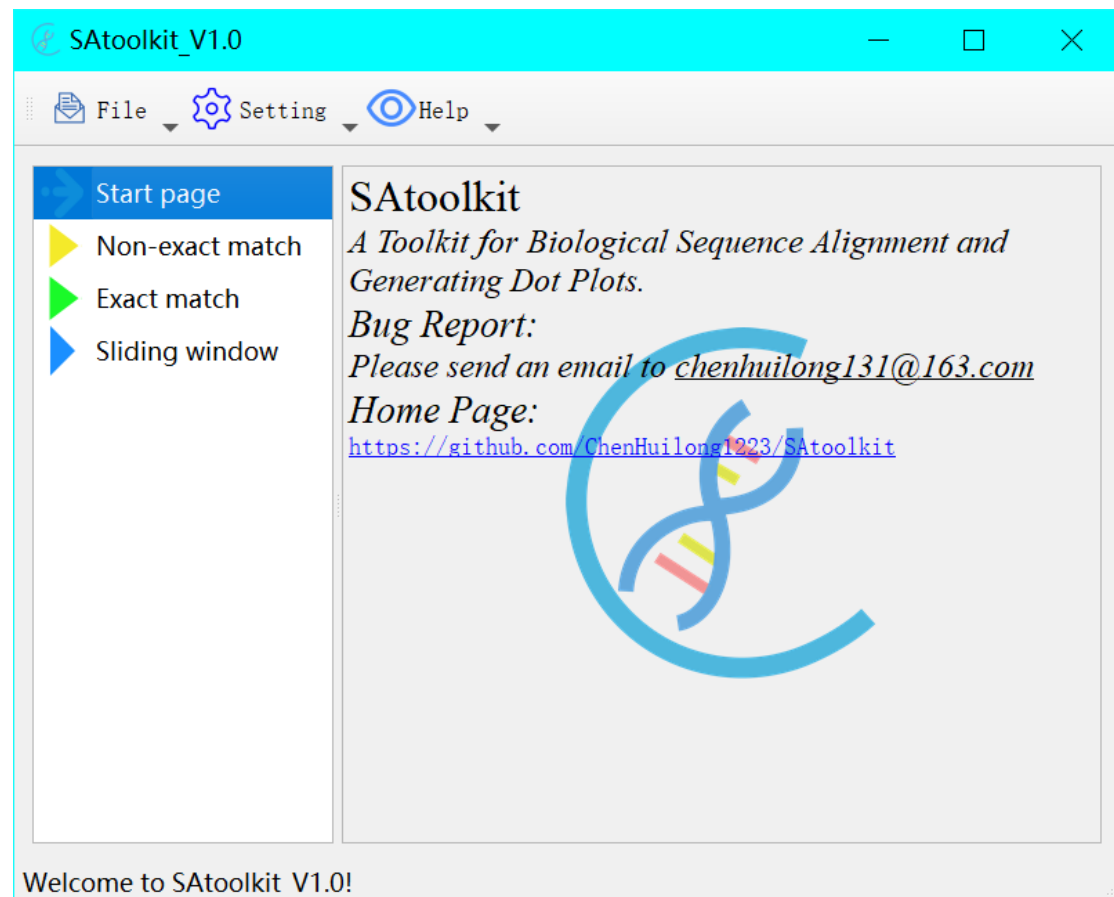 SAtoolkit_V1.0
File
Setting
Help
Start page
Non-exact match
Exact match
Sliding window
SAtoolkit
A Toolkit for Biological Sequence Alignment and
Generating Dot Plots.
Bug Report:
Please send an email to chenhuilong131@163.com
Home Page:
https://github.com/ChenHuilong1223/SAtoolkit
Welcome to SAtoolkit V1.0!